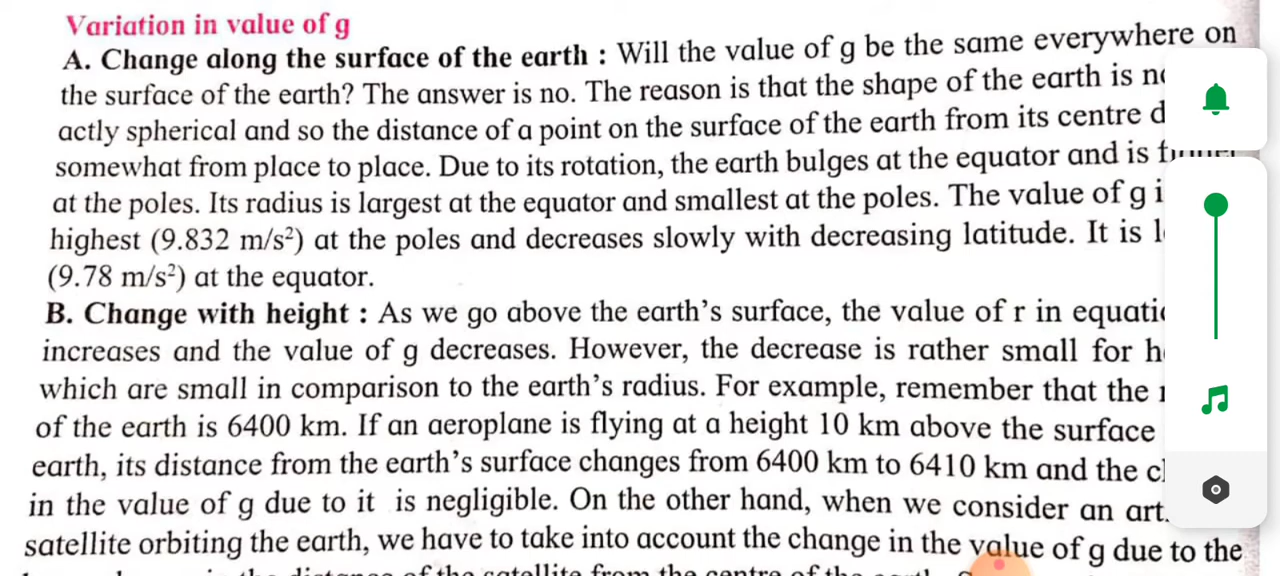 Variation in value of g
A. Change along the surface of the earth : Will the value of g be the same everywhere on
the surface of the earth? The answer is no. The reason is that the shape of the earth is
actly spherical and so the distance of a point on the surface of the earth from its centre
somewhat from place to place. Due to its rotation, the earth bulges at the equator and is
at the poles. Its radius is largest at the equator and smallest at the poles. The value of g
highest (9.832 m/s²) at the poles and decreases slowly with decreasing latitude. It is
(9.78 m/s²) at the equator.
B. Change with height : As we go above the earth's surface, the value of r in
increases and the value of g decreases. However, the decrease is rather small for
which are small in comparison to the earth's radius. For example, remember that the
of the earth is 6400 km. If an aeroplane is flying at a height 10 km above the surface
earth, its distance from the earth's surface changes from 6400 km to 6410 km and the
in the value of g due to it is negligible. On the other hand, when we consider an
satellite orbiting the earth, we have to take into account the change in the value of g due to the
in the distance of the satellite from the centre of the